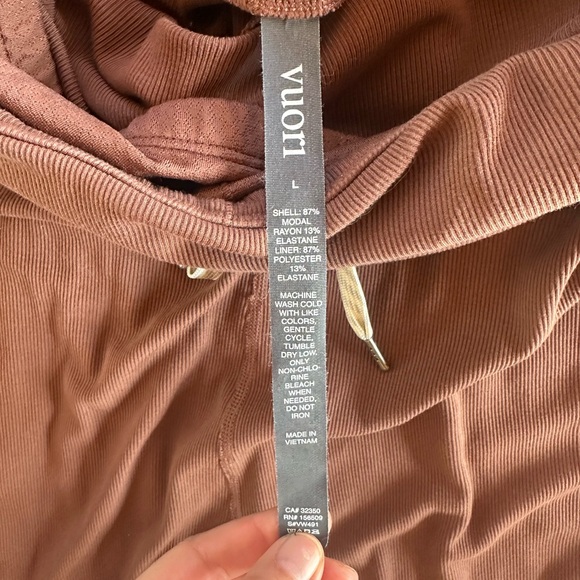 vuori
L
SHELL: 87%
MODAL
RAYON 13%
ELASTANE
LINER: 87%
POLYESTER
13%
ELASTANE
MACHINE
WASH COLD
WITH LIKE
COLORS,
GENTLE
CYCLE,
TUMBLE
DRY LOW.
ONLY
NON-CHLO-
RINE
BLEACH
WHEN
NEEDED,
DO NOT
IRON
MADE IN
VIETNAM
CA# 32350
RN# 156509
S#VW491